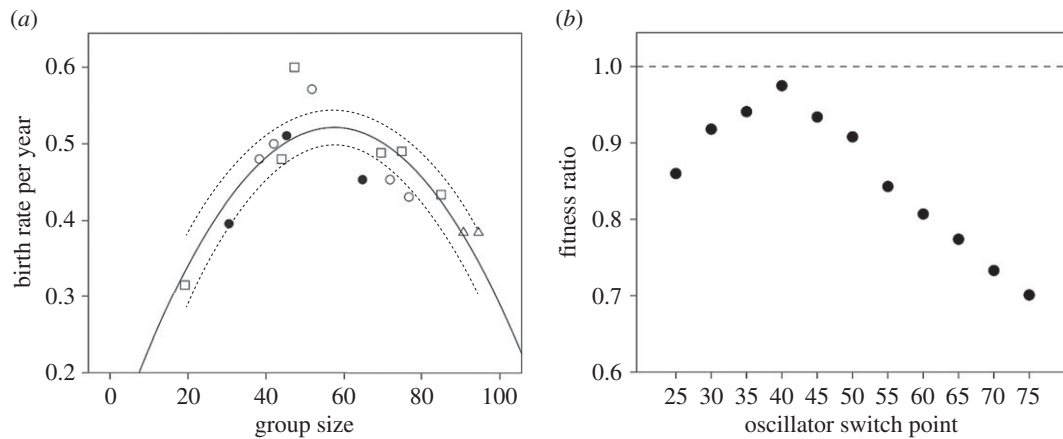 (a)
birth rate per year
0.6
0.5
0.4
0.3
0.2
0 20 40 60 80 100
group size
(b)
fitness ratio
1.0
0.9
0.8
0.7
0.6
25 30 35 40 45 50 55 60 65 70 75
oscillator switch point